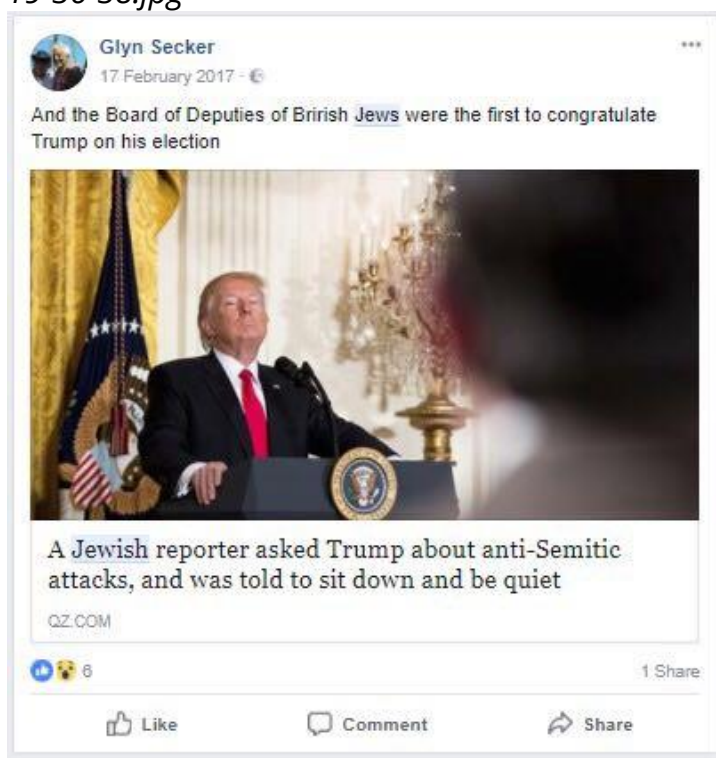 Glyn Secker
17 February 2017 ·
And the Board of Deputies of Brirish Jews were the first to congratulate
Trump on his election
A Jewish reporter asked Trump about anti-Semitic
attacks, and was told to sit down and be quiet
QZ.COM
6
1 Share
Like
Comment
Share